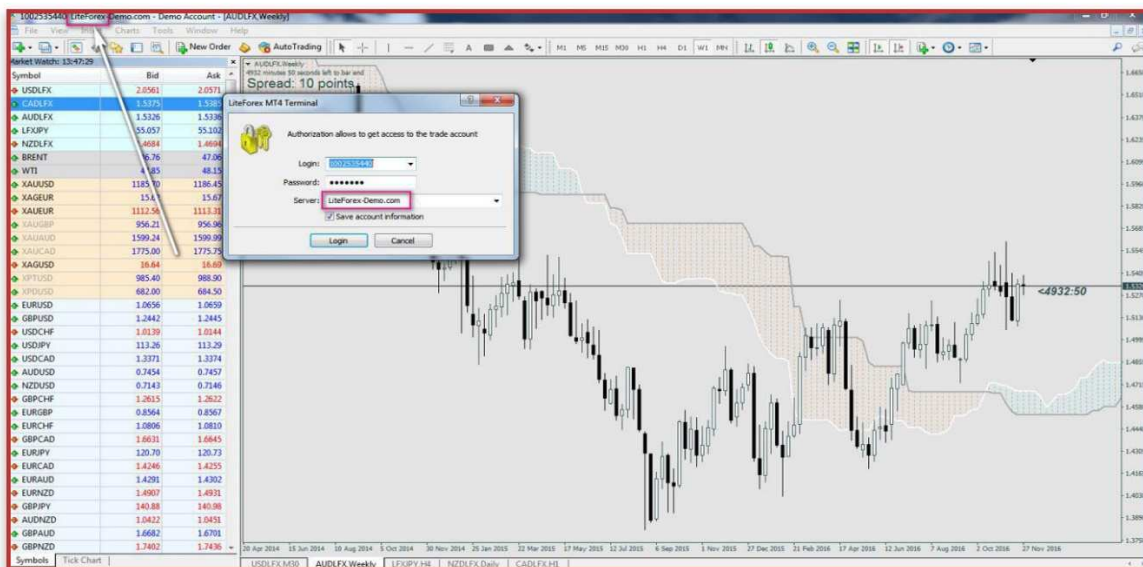 1002535440: LiteForex-Demo.com - Demo Account - [AUDLFX,Weekly]
File View Insert Charts Tools Window Help
New Order AutoTrading M1 M5 M15 M30 H1 H4 D1 W1 MN
Market Watch: 13:47:29
Symbol Bid Ask
USDLFX 2.0561 2.0571
CADLFX 1.5375 1.5385
AUDLFX 1.5326 1.5336
LFXJPY 55.057 55.102
NZDLFX 1.4684 1.4694
BRENT 47.06
WTI 48.15
XAUUSD 1186.45
XAGEUR 15.67
XAUEUR 1112.56 1113.31
XAUGBP 956.21 956.96
XAUAUD 1599.24 1599.99
XAUCAD 1775.00 1775.75
XAGUSD 16.64 16.69
XPTUSD 985.40 988.90
XPDUSD 682.00 684.50
EURUSD 1.0656 1.0659
GBPUSD 1.2442 1.2445
USDCHF 1.0139 1.0144
USDJPY 113.26 113.29
USDCAD 1.3371 1.3374
AUDUSD 0.7454 0.7457
NZDUSD 0.7143 0.7146
GBPCHF 1.2615 1.2622
EURGBP 0.8564 0.8567
EURCHF 1.0806 1.0810
GBPCAD 1.6631 1.6645
EURJPY 120.70 120.73
EURCAD 1.4246 1.4255
EURAUD 1.4291 1.4302
EURNZD 1.4907 1.4931
GBPJPY 140.88 140.98
AUDNZD 1.0422 1.0451
GBPAUD 1.6682 1.6701
GBPNZD 1.7402 1.7436
Symbols Tick Chart
AUDLFX,Weekly
4932 minutes 50 seconds left to bar end
Spread: 10 points
LiteForex MT4 Terminal
Authorization allows to get access to the trade account
Login: 1002535440
Password: •••••••
Server: LiteForex-Demo.com
Save account information
Login Cancel
<4932:50
20 Apr 2014 15 Jun 2014 10 Aug 2014 5 Oct 2014 30 Nov 2014 25 Jan 2015 22 Mar 2015 17 May 2015 12 Jul 2015 6 Sep 2015 1 Nov 2015 27 Dec 2015 21 Feb 2016 17 Apr 2016 12 Jun 2016 7 Aug 2016 2 Oct 2016 27 Nov 2016
USDLFX,M30 AUDLFX,Weekly LFXJPY,H4 NZDLFX,Daily CADLFX,H1